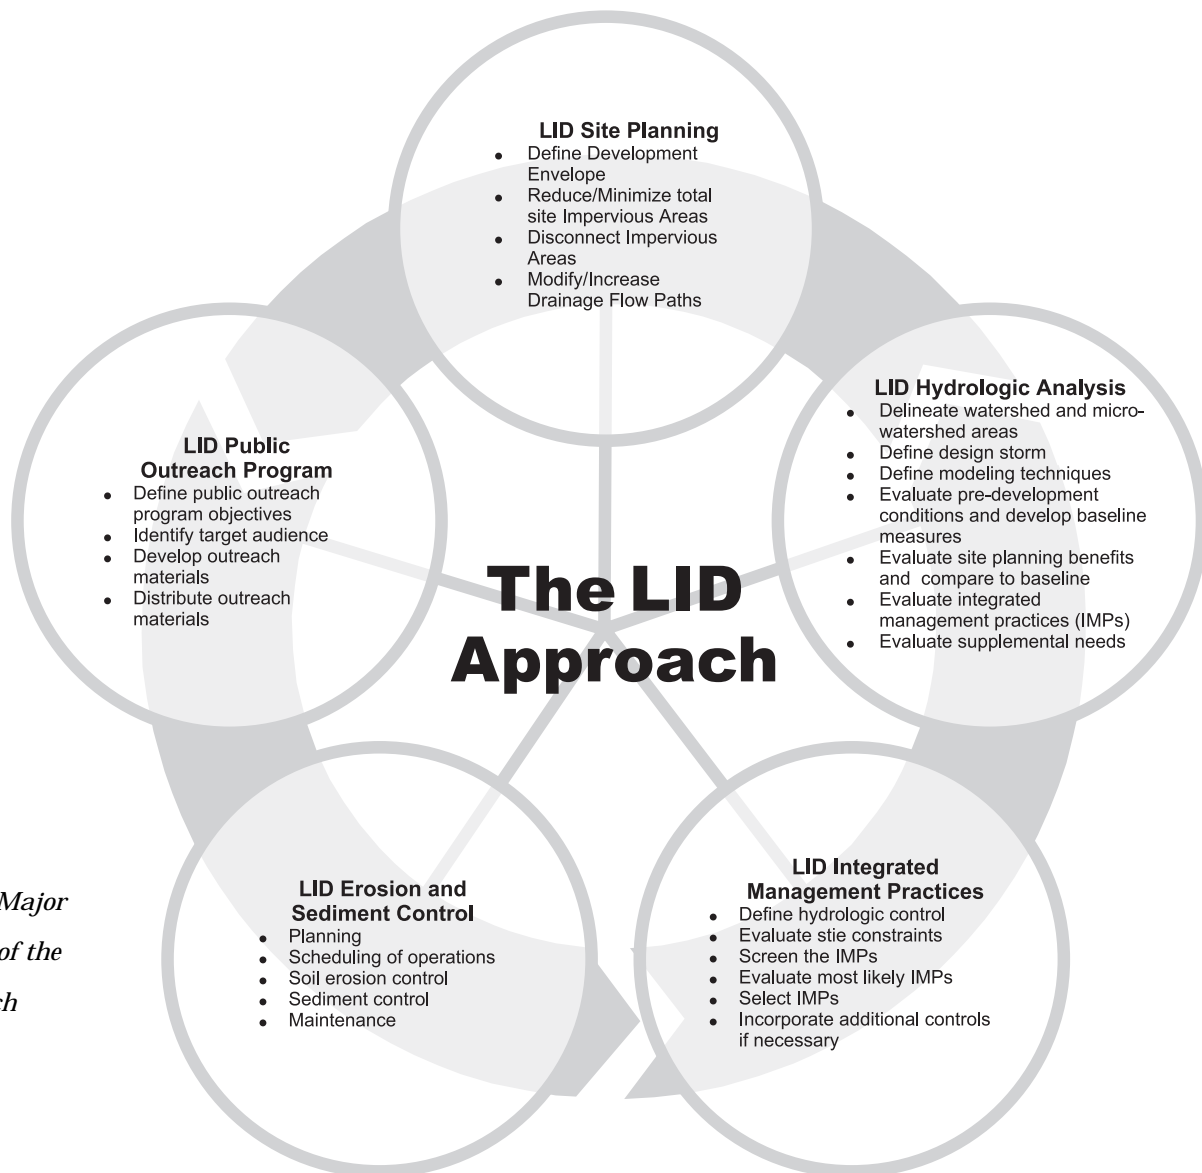 LID Site Planning
• Define Development
Envelope
• Reduce/Minimize total
site Impervious Areas
• Disconnect Impervious
Areas
• Modify/Increase
Drainage Flow Paths
LID Hydrologic Analysis
• Delineate watershed and micro-
watershed areas
• Define design storm
• Define modeling techniques
• Evaluate pre-development
conditions and develop baseline
measures
• Evaluate site planning benefits
and compare to baseline
• Evaluate integrated
management practices (IMPs)
• Evaluate supplemental needs
LID Public
Outreach Program
• Define public outreach
program objectives
• Identify target audience
• Develop outreach
materials
• Distribute outreach
materials
The LID
Approach
LID Integrated
Management Practices
• Define hydrologic control
• Evaluate stie constraints
• Screen the IMPs
• Evaluate most likely IMPs
• Select IMPs
• Incorporate additional controls
if necessary
LID Erosion and
Sediment Control
• Planning
• Scheduling of operations
• Soil erosion control
• Sediment control
• Maintenance
Major
of the
ch